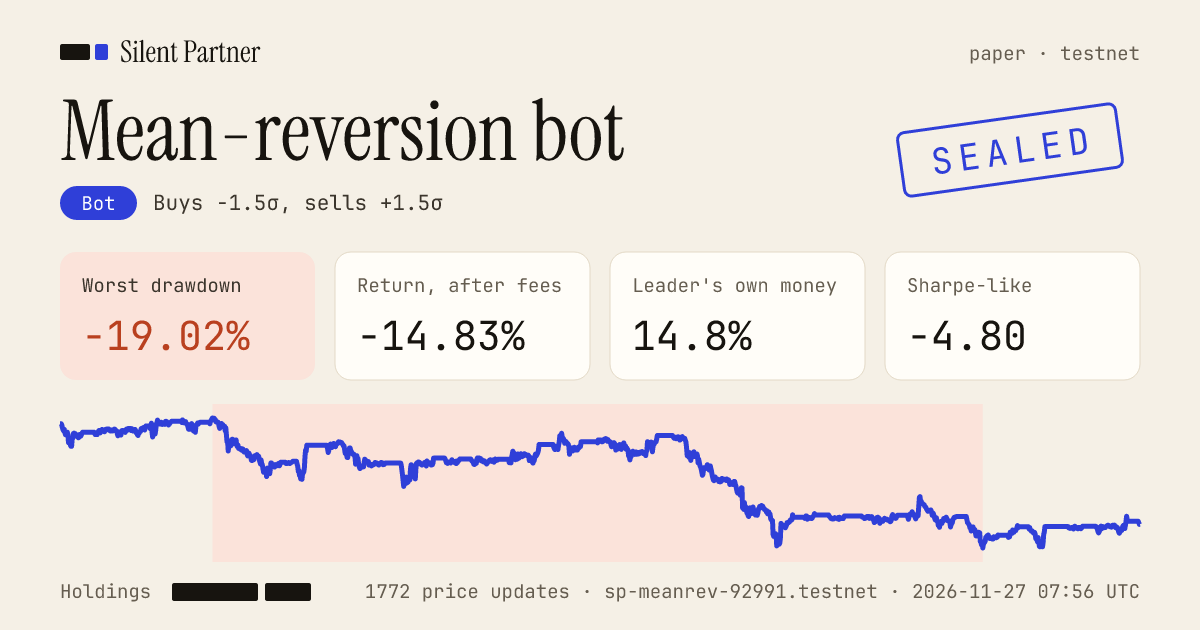 Silent Partner
paper · testnet
Mean-reversion bot
SEALED
Bot
Buys -1.5σ, sells +1.5σ
Worst drawdown
-19.02%
Return, after fees
-14.83%
Leader's own money
14.8%
Sharpe-like
-4.80
Holdings
1772 price updates · sp-meanrev-92991.testnet · 2026-11-27 07:56 UTC